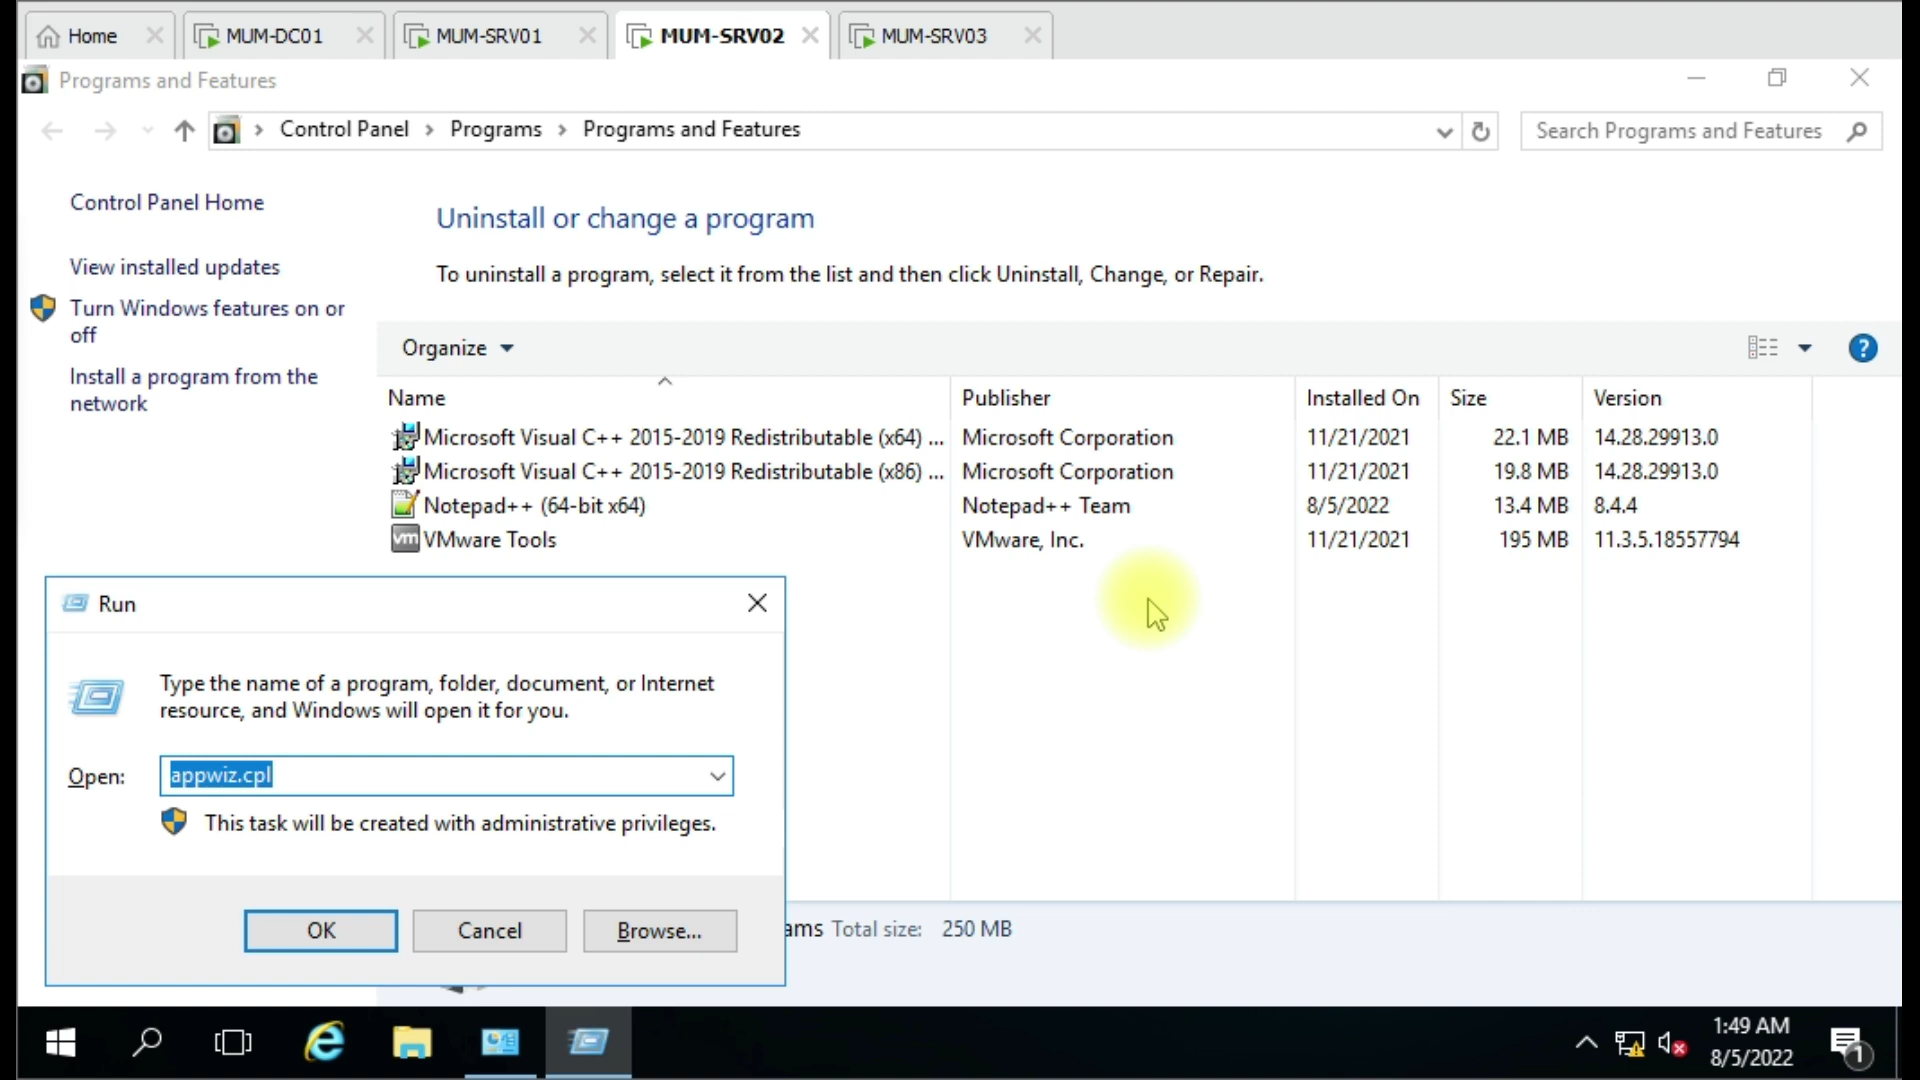 Home
MUM-DC01
MUM-SRV01
MUM-SRV02
MUM-SRV03
Programs and Features
Control Panel > Programs > Programs and Features
Search Programs and Features
Control Panel Home
View installed updates
Turn Windows features on or
off
Install a program from the
network
Uninstall or change a program
To uninstall a program, select it from the list and then click Uninstall, Change, or Repair.
Organize
?
Name Publisher Installed On Size Version
Microsoft Visual C++ 2015-2019 Redistributable (x64) ... Microsoft Corporation 11/21/2021 22.1 MB 14.28.29913.0
Microsoft Visual C++ 2015-2019 Redistributable (x86) ... Microsoft Corporation 11/21/2021 19.8 MB 14.28.29913.0
Notepad++ (64-bit x64) Notepad++ Team 8/5/2022 13.4 MB 8.4.4
vm VMware Tools VMware, Inc. 11/21/2021 195 MB 11.3.5.18557794
Run
Type the name of a program, folder, document, or Internet
resource, and Windows will open it for you.
Open: appwiz.cpl
This task will be created with administrative privileges.
OK Cancel Browse...
ams Total size: 250 MB
1:49 AM
8/5/2022
1